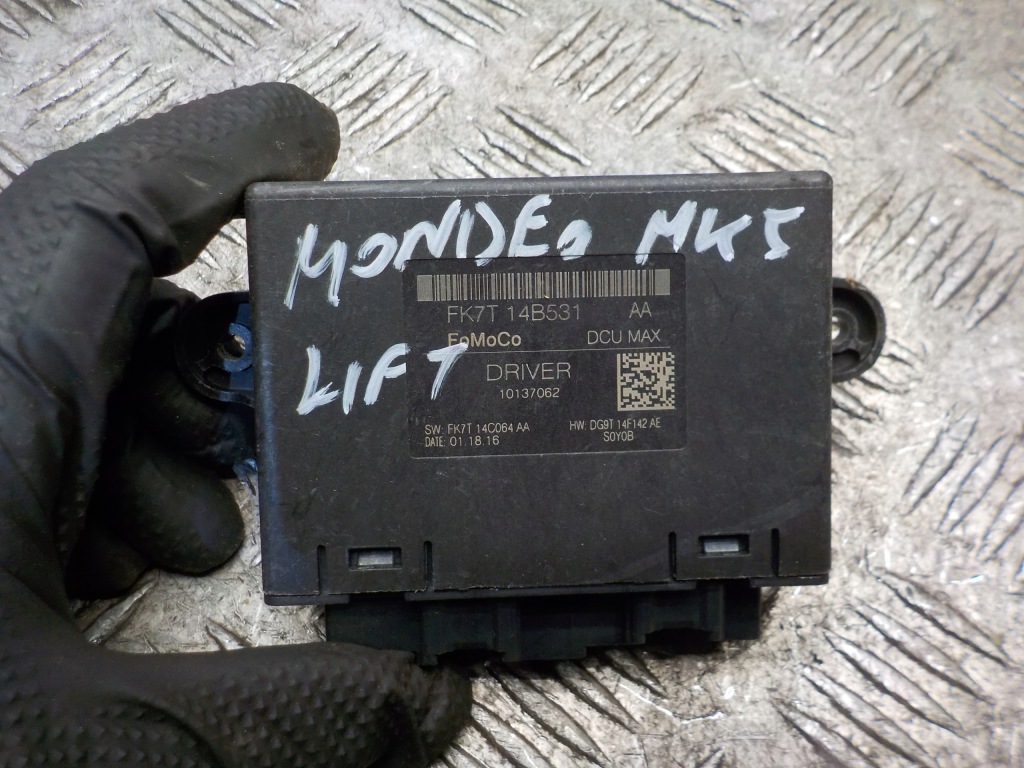 MONDEo MK5
FK7T 14B531 AA
FoMoCo DCU MAX
LIFT
DRIVER
10137062
SW: FK7T 14C064 AA HW: DG9T 14F142 AE
DATE: 01.18.16 S0Y0B